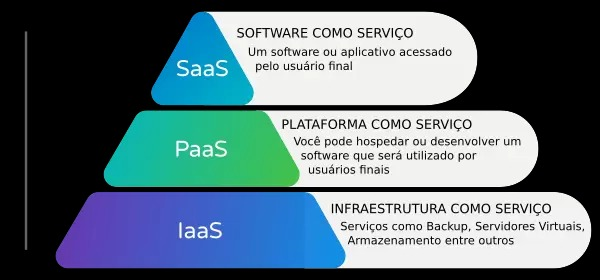 SaaS
SOFTWARE COMO SERVIÇO
Um software ou aplicativo acessado
pelo usuário final
PaaS
PLATAFORMA COMO SERVIÇO
Você pode hospedar ou desenvolver um
software que será utilizado por
usuários finais
IaaS
INFRAESTRUTURA COMO SERVIÇO
Serviços como Backup, Servidores Virtuais,
Armazenamento entre outros